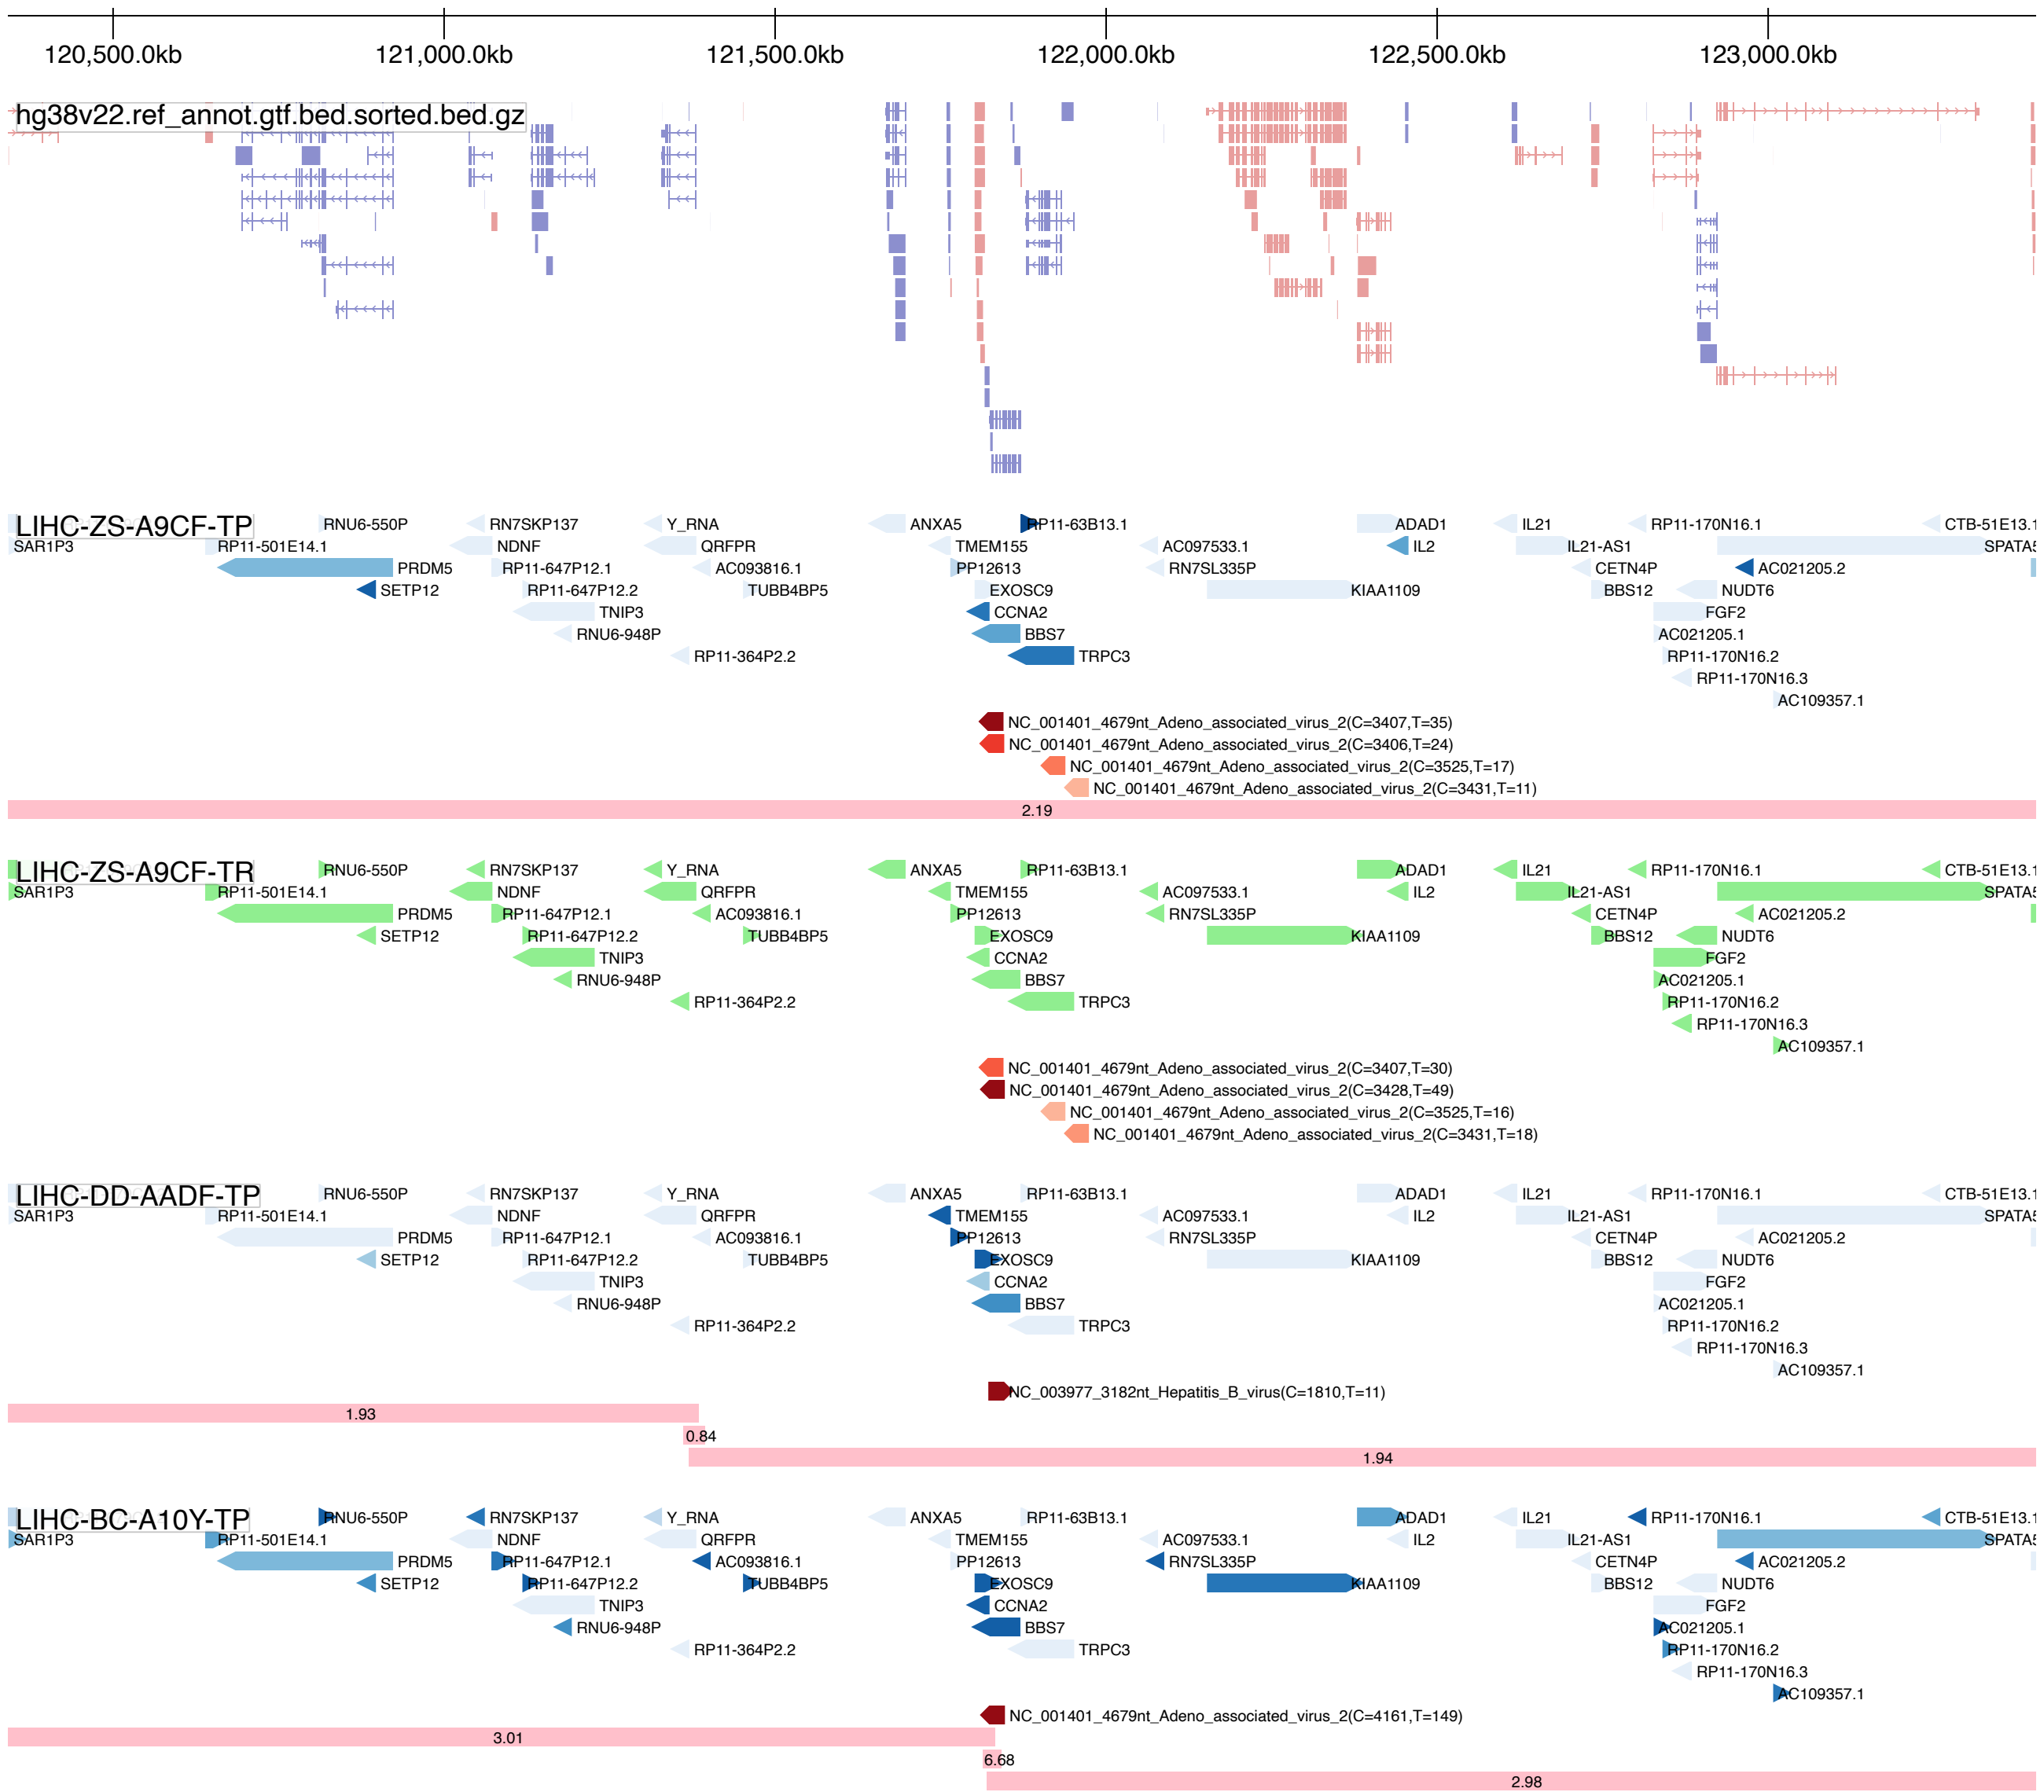 120,500.0kb 121,000.0kb 121,500.0kb 122,000.0kb 122,500.0kb 123,000.0kb
hg38v22.ref_annot.gtf.bed.sorted.bed.gz
LIHC-ZS-A9CF-TP RNU6-550P RN7SKP137 Y_RNA ANXA5 RP11-63B13.1 ADAD1 IL21 RP11-170N16.1 CTB-51E13.1
SAR1P3 RP11-501E14.1 NDNF QRFPR TMEM155 AC097533.1 IL2 IL21-AS1 SPATA5
PRDM5 RP11-647P12.1 AC093816.1 PP12613 RN7SL335P CETN4P AC021205.2
SETP12 RP11-647P12.2 TUBB4BP5 EXOSC9 KIAA1109 BBS12 NUDT6
TNIP3 CCNA2 FGF2
RNU6-948P BBS7 AC021205.1
RP11-364P2.2 TRPC3 RP11-170N16.2
RP11-170N16.3
AC109357.1
NC_001401_4679nt_Adeno_associated_virus_2(C=3407,T=35)
NC_001401_4679nt_Adeno_associated_virus_2(C=3406,T=24)
NC_001401_4679nt_Adeno_associated_virus_2(C=3525,T=17)
NC_001401_4679nt_Adeno_associated_virus_2(C=3431,T=11)
2.19
LIHC-ZS-A9CF-TR RNU6-550P RN7SKP137 Y_RNA ANXA5 RP11-63B13.1 ADAD1 IL21 RP11-170N16.1 CTB-51E13.1
SAR1P3 RP11-501E14.1 NDNF QRFPR TMEM155 AC097533.1 IL2 IL21-AS1 SPATA5
PRDM5 RP11-647P12.1 AC093816.1 PP12613 RN7SL335P CETN4P AC021205.2
SETP12 RP11-647P12.2 TUBB4BP5 EXOSC9 KIAA1109 BBS12 NUDT6
TNIP3 CCNA2 FGF2
RNU6-948P BBS7 AC021205.1
RP11-364P2.2 TRPC3 RP11-170N16.2
RP11-170N16.3
AC109357.1
NC_001401_4679nt_Adeno_associated_virus_2(C=3407,T=30)
NC_001401_4679nt_Adeno_associated_virus_2(C=3428,T=49)
NC_001401_4679nt_Adeno_associated_virus_2(C=3525,T=16)
NC_001401_4679nt_Adeno_associated_virus_2(C=3431,T=18)
LIHC-DD-AADF-TP RNU6-550P RN7SKP137 Y_RNA ANXA5 RP11-63B13.1 ADAD1 IL21 RP11-170N16.1 CTB-51E13.1
SAR1P3 RP11-501E14.1 NDNF QRFPR TMEM155 AC097533.1 IL2 IL21-AS1 SPATA5
PRDM5 RP11-647P12.1 AC093816.1 PP12613 RN7SL335P CETN4P AC021205.2
SETP12 RP11-647P12.2 TUBB4BP5 EXOSC9 KIAA1109 BBS12 NUDT6
TNIP3 CCNA2 FGF2
RNU6-948P BBS7 AC021205.1
RP11-364P2.2 TRPC3 RP11-170N16.2
RP11-170N16.3
AC109357.1
NC_003977_3182nt_Hepatitis_B_virus(C=1810,T=11)
1.93
0.84
1.94
LIHC-BC-A10Y-TP RNU6-550P RN7SKP137 Y_RNA ANXA5 RP11-63B13.1 ADAD1 IL21 RP11-170N16.1 CTB-51E13.1
SAR1P3 RP11-501E14.1 NDNF QRFPR TMEM155 AC097533.1 IL2 IL21-AS1 SPATA5
PRDM5 RP11-647P12.1 AC093816.1 PP12613 RN7SL335P CETN4P AC021205.2
SETP12 RP11-647P12.2 TUBB4BP5 EXOSC9 KIAA1109 BBS12 NUDT6
TNIP3 CCNA2 FGF2
RNU6-948P BBS7 AC021205.1
RP11-364P2.2 TRPC3 RP11-170N16.2
RP11-170N16.3
AC109357.1
NC_001401_4679nt_Adeno_associated_virus_2(C=4161,T=149)
3.01
6.68
2.98